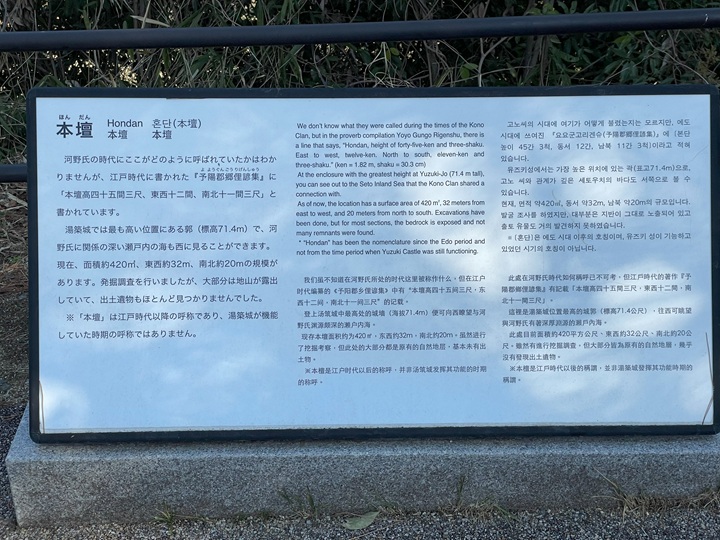 ほん だん
本壇 Hondan 혼단(本壇)
本壇 本壇
河野氏の時代にここがどのように呼ばれていたかはわか
りませんが、江戸時代に書かれた「予陽郡郷俚諺集」に
よ ようぐんごうりげんしゅう
「本壇高四十五間三尺、東西十二間、南北十一間三尺」と
書かれています。
湯築城では最も高い位置にある郭（標高71.4m）で、河
野氏に関係の深い瀬戸内の海も西に見ることができます。
現在、面積約420㎡、東西約32m、南北約20mの規模が
あります。発掘調査を行いましたが、大部分は地山が露出
していて、出土遺物もほとんど見つかりませんでした。
※「本壇」は江戸時代以降の呼称であり、湯築城が機能
していた時期の呼称ではありません。
We don't know what they were called during the times of the Kono
Clan, but in the proverb compilation Yoyo Gungo Rigenshu, there is
a line that says, "Hondan, height of forty-five-ken and three-shaku.
East to west, twelve-ken. North to south, eleven-ken and
three-shaku." (ken = 1.82 m, shaku = 30.3 cm)
At the enclosure with the greatest height at Yuzuki-Jo (71.4 m tall),
you can see out to the Seto Inland Sea that the Kono Clan shared a
connection with.
As of now, the location has a surface area of 420 m², 32 meters from
east to west, and 20 meters from north to south. Excavations have
been done, but for most sections, the bedrock is exposed and not
many remnants were found.
* "Hondan" has been the nomenclature since the Edo period and
not from the time period when Yuzuki Castle was still functioning.
고노씨의 시대에 여기가 어떻게 불렸는지는 모르지만, 에도
시대에 쓰여진 『요요군고리겐슈(予陽郡郷俚諺集)』에 (본단
높이 45간 3척, 동서 12간, 남북 11간 3척)이라고 적혀
있습니다.
유즈키성에서는 가장 높은 위치에 있는 곽(표고71.4m)으로,
고노 씨와 관계가 깊은 세토우치의 바다도 서쪽으로 볼 수
있습니다.
현재, 면적 약420㎡, 동서 약32m, 남북 약20m의 규모입니다.
발굴 조사를 하였지만, 대부분은 지반이 그대로 노출되어 있고
출토 유물도 거의 발견하지 못하였습니다.
※ (혼단)은 에도 시대 이후의 호칭이며, 유즈키 성이 기능하고
있었던 시기의 호칭은 아닙니다.
我们虽不知道在河野氏所处的时代这里被称作什么，但在江户
时代编纂的《予阳郡乡俚谚集》中有“本壇高四十五间三尺，东
西十二间，南北十一间三尺”的记载。
登上汤筑城中最高处的城墙（海拔71.4m）便可向西瞭望与河
野氏渊源颇深的濑户内海。
现存本壇面积约为420㎡，东西约32m，南北约20m。虽然进行
了挖掘考察，但此处的大部分都是原有的自然地层，基本未有出
土物。
※本壇是江户时代以后的称呼，并非汤筑城发挥其功能的时期
的称呼。
此處在河野氏時代如何稱呼已不可考，但江戶時代的著作『予
陽郡鄉俚諺集』有記載「本壇高四十五間三尺，東西十二間，南
北十一間三尺」。
這裡是湯築城位置最高的城郭（標高71.4公尺），往西可眺望
與河野氏有著深厚淵源的瀨戶內海。
此處目前面積約420平方公尺、東西約32公尺、南北約20公
尺。雖然有進行挖掘調查，但大部分皆為原有的自然地層，幾乎
沒有發現出土遺物。
※本壇是江戶時代以後的稱謂，並非湯築城發揮其功能時期的
稱謂。